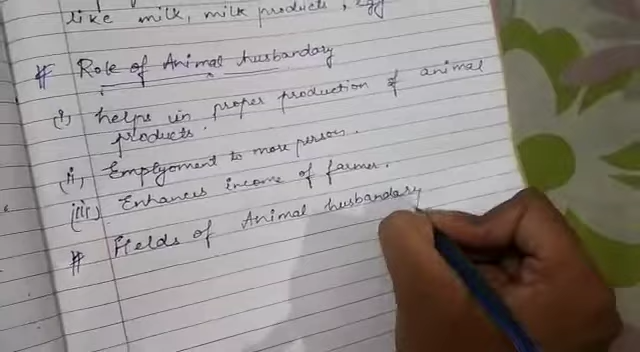 like milk, milk products, egg
# Role of Animal husbandary
(i) helps in proper production of animal
products.
(ii) Emplyoment to more person.
(iii) Enhances income of farmer.
# Fields of Animal husbandary